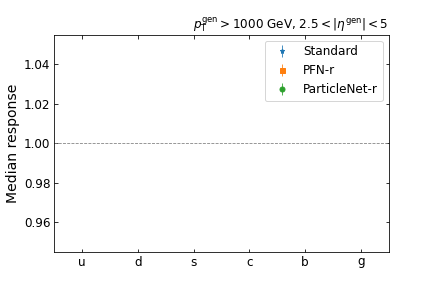 p_T^gen > 1000 GeV, 2.5 < |η^gen| < 5
Standard
PFN-r
ParticleNet-r
Median response
1.04
1.02
1.00
0.98
0.96
u d s c b g